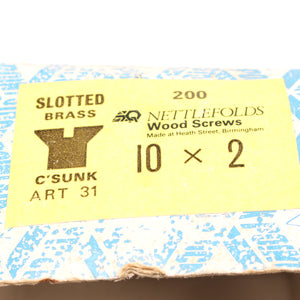 SLOTTED
BRASS
C'SUNK
ART 31
200
NETTLEFOLDS
Wood Screws
Made at Heath Street, Birmingham
10 × 2